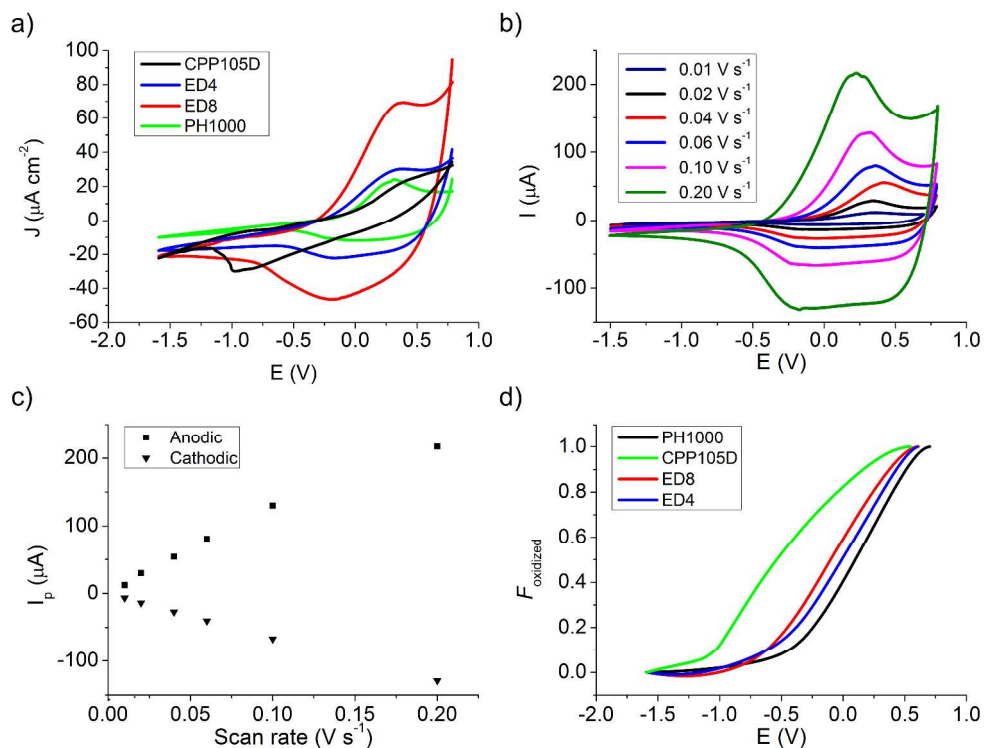 a)
100
80
60
40
20
0
-20
-40
-60
J (μA cm⁻²)
CPP105D
ED4
ED8
PH1000
-2.0 -1.5 -1.0 -0.5 0.0 0.5 1.0
E (V)
b)
200
100
0
-100
I (μA)
0.01 V s⁻¹
0.02 V s⁻¹
0.04 V s⁻¹
0.06 V s⁻¹
0.10 V s⁻¹
0.20 V s⁻¹
-1.5 -1.0 -0.5 0.0 0.5 1.0
E (V)
c)
200
100
0
-100
Iₚ (μA)
Anodic
Cathodic
0.00 0.05 0.10 0.15 0.20
Scan rate (V s⁻¹)
d)
1.0
0.8
0.6
0.4
0.2
0.0
F oxidized
PH1000
CPP105D
ED8
ED4
-2.0 -1.5 -1.0 -0.5 0.0 0.5 1.0
E (V)